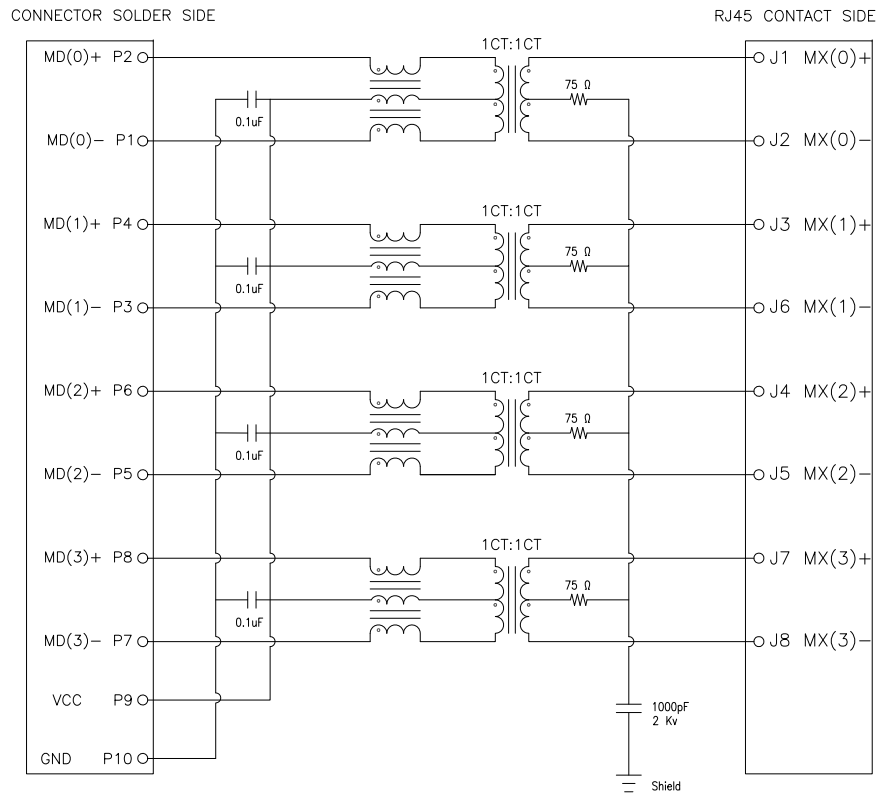 CONNECTOR SOLDER SIDE
RJ45 CONTACT SIDE
1CT:1CT
MD(0)+ P2
J1 MX(0)+
75 Ω
0.1uF
MD(0)- P1
J2 MX(0)-
1CT:1CT
MD(1)+ P4
J3 MX(1)+
75 Ω
0.1uF
MD(1)- P3
J6 MX(1)-
1CT:1CT
MD(2)+ P6
J4 MX(2)+
75 Ω
0.1uF
MD(2)- P5
J5 MX(2)-
1CT:1CT
MD(3)+ P8
J7 MX(3)+
75 Ω
0.1uF
MD(3)- P7
J8 MX(3)-
VCC P9
1000pF
2 Kv
GND P10
Shield